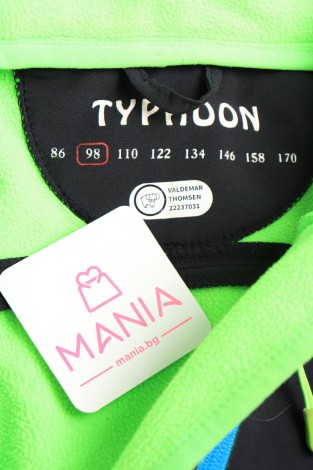 TYPHOON
86 98 110 122 134 146 158 170
VALDEMAR
THOMSEN
22237031
MANIA
mania.bg